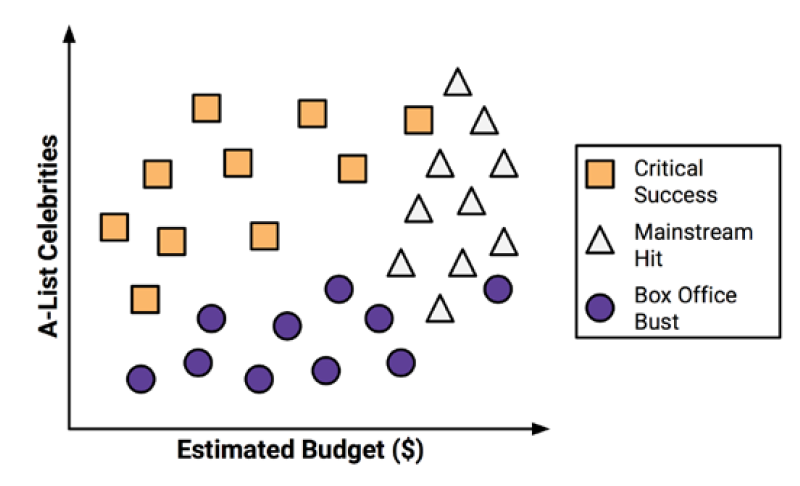 A-List Celebrities
Estimated Budget ($)
Critical
Success
Mainstream
Hit
Box Office
Bust